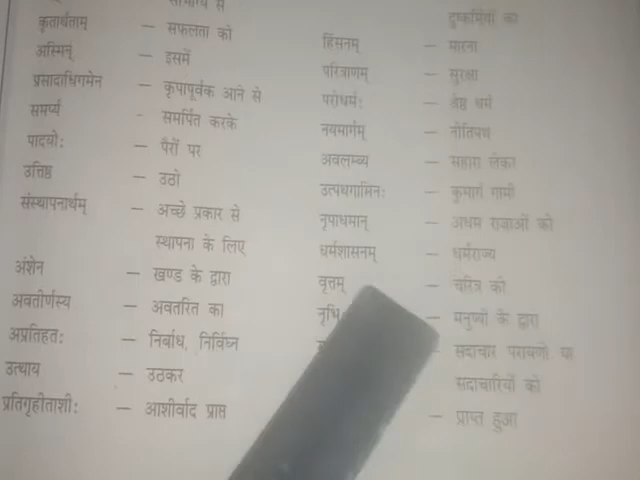 कृतार्थताम् — सफलता को
अस्मिन् — इसमें
प्रसादाधिगमेन — कृपापूर्वक आने से
समर्प्य - समर्पित करके
पादयोः — पैरों पर
उत्तिष्ठ — उठो
संस्थापनार्थम् — अच्छे प्रकार से
स्थापना के लिए
अंशेन — खण्ड के द्वारा
अवतीर्णस्य — अवतरित का
अप्रतिहतः — निर्बाध, निर्विघ्न
उत्थाय — उठकर
प्रतिगृहीताशीः — आशीर्वाद प्राप्त
दुष्कर्मियों का
हिंसनम् — मारना
परित्राणम् — सुरक्षा
परोधर्मः — श्रेष्ठ धर्म
नयमार्गम् — नीतिपथ
अवलम्ब्य — सहारा लेकर
उत्पथगामिनः — कुमार्ग गामी
नृपाधमान् — अधम राजाओं को
धर्मशासनम् — धर्मराज्य
वृत्तम् — चरित्र को
नृभि — मनुष्यों के द्वारा
— सदाचार परायणो या
सदाचारियों को
— प्राप्त हुआ